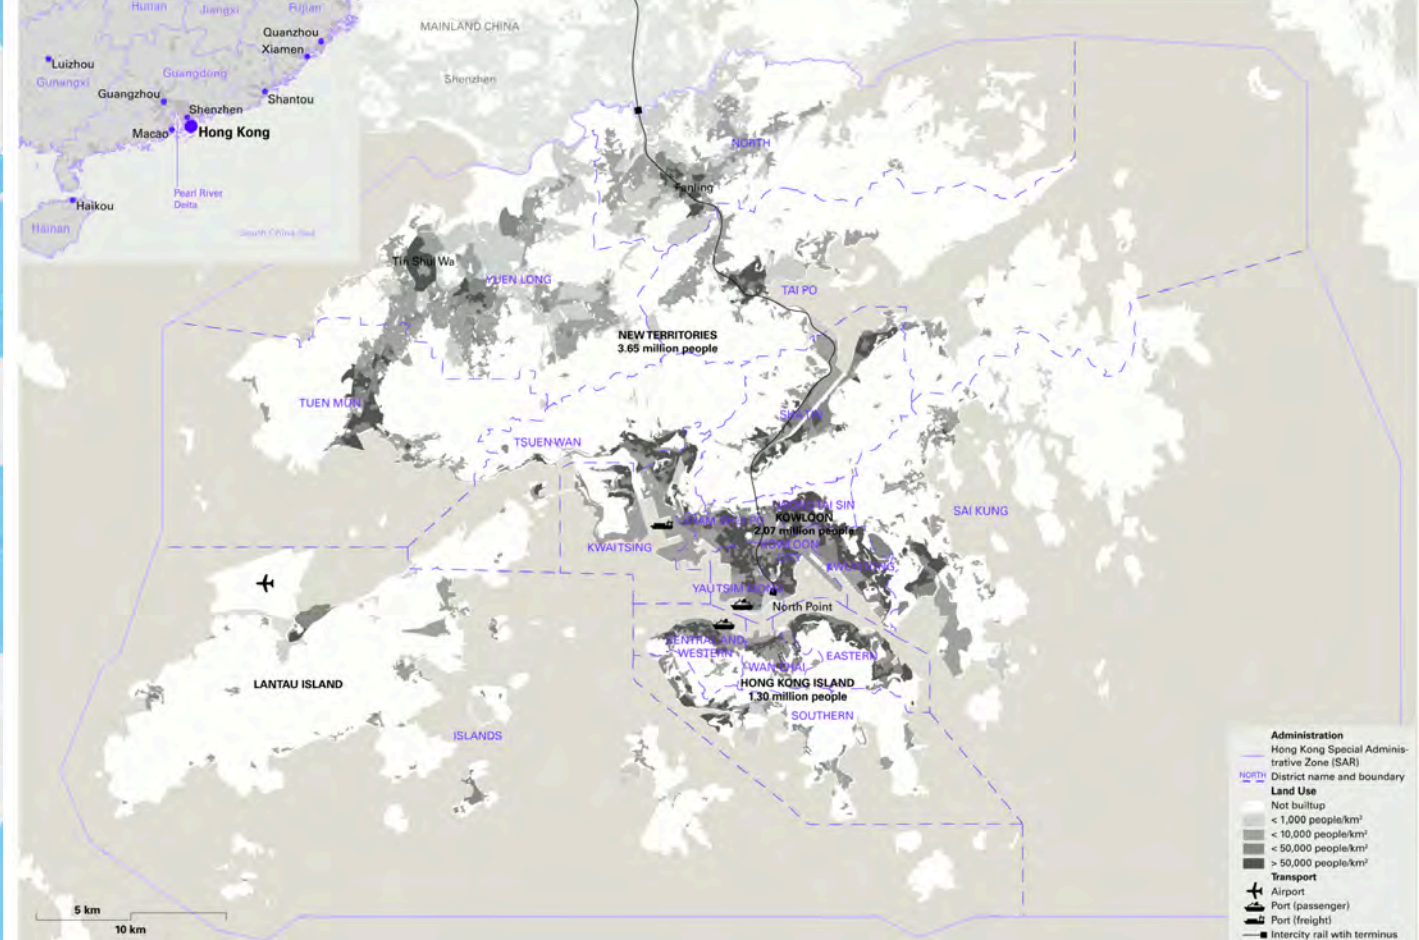 Hunan
Jiangxi
Fujian
Quanzhou
Xiamen
Luizhou
Gunangxi
Guangdong
Guangzhou
Shantou
Shenzhen
Macao
Hong Kong
Pearl River
Delta
Haikou
Hainan
South China Sea
MAINLAND CHINA
Shenzhen
NORTH
Fanling
Tin Shui Wa
YUEN LONG
TAI PO
NEW TERRITORIES
3.65 million people
TUEN MUN
SHA TIN
TSUEN WAN
SAI KUNG
KOWLOON
2.07 million people
KWAI TSING
KOWLOON
CITY
KWUN TONG
YAU TSIM MONG
North Point
CENTRAL AND
WESTERN
WAN CHAI
EASTERN
HONG KONG ISLAND
1.30 million people
SOUTHERN
LANTAU ISLAND
ISLANDS
5 km
10 km
Administration
Hong Kong Special Adminis-
trative Zone (SAR)
NORTH District name and boundary
Land Use
Not builtup
< 1,000 people/km²
< 10,000 people/km²
< 50,000 people/km²
> 50,000 people/km²
Transport
Airport
Port (passenger)
Port (freight)
Intercity rail wtih terminus